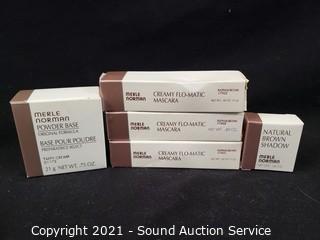 MERLE
NORMAN
POWDER BASE
ORIGINAL FORMULA
BASE POUR POUDRE
TAFFY CREAM
21 g NET WT. .75 OZ.
MERLE
NORMAN
CREAMY FLO-MATIC
MASCARA
MERLE
NORMAN
CREAMY FLO-MATIC
MASCARA
MERLE
NORMAN
CREAMY FLO-MATIC
MASCARA
NATURAL
BROWN
SHADOW
MERLE
NORMAN
Copyright 2021 - Sound Auction Service